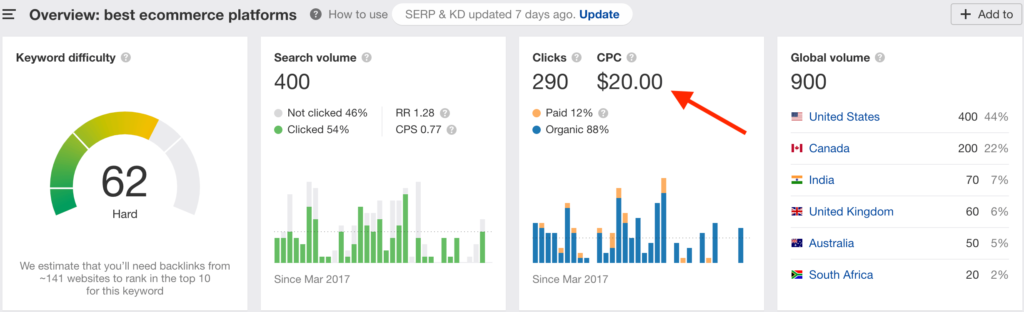 Overview: best ecommerce platforms ? How to use SERP & KD updated 7 days ago. Update + Add to
Keyword difficulty ?
62
Hard
We estimate that you'll need backlinks from
~141 websites to rank in the top 10
for this keyword
Search volume ?
400
Not clicked 46% RR 1.28 ?
Clicked 54% CPS 0.77 ?
Since Mar 2017
Clicks ? CPC ?
290 $20.00
Paid 12% ?
Organic 88%
Since Mar 2017
Global volume ?
900
United States 400 44%
Canada 200 22%
India 70 7%
United Kingdom 60 6%
Australia 50 5%
South Africa 20 2%